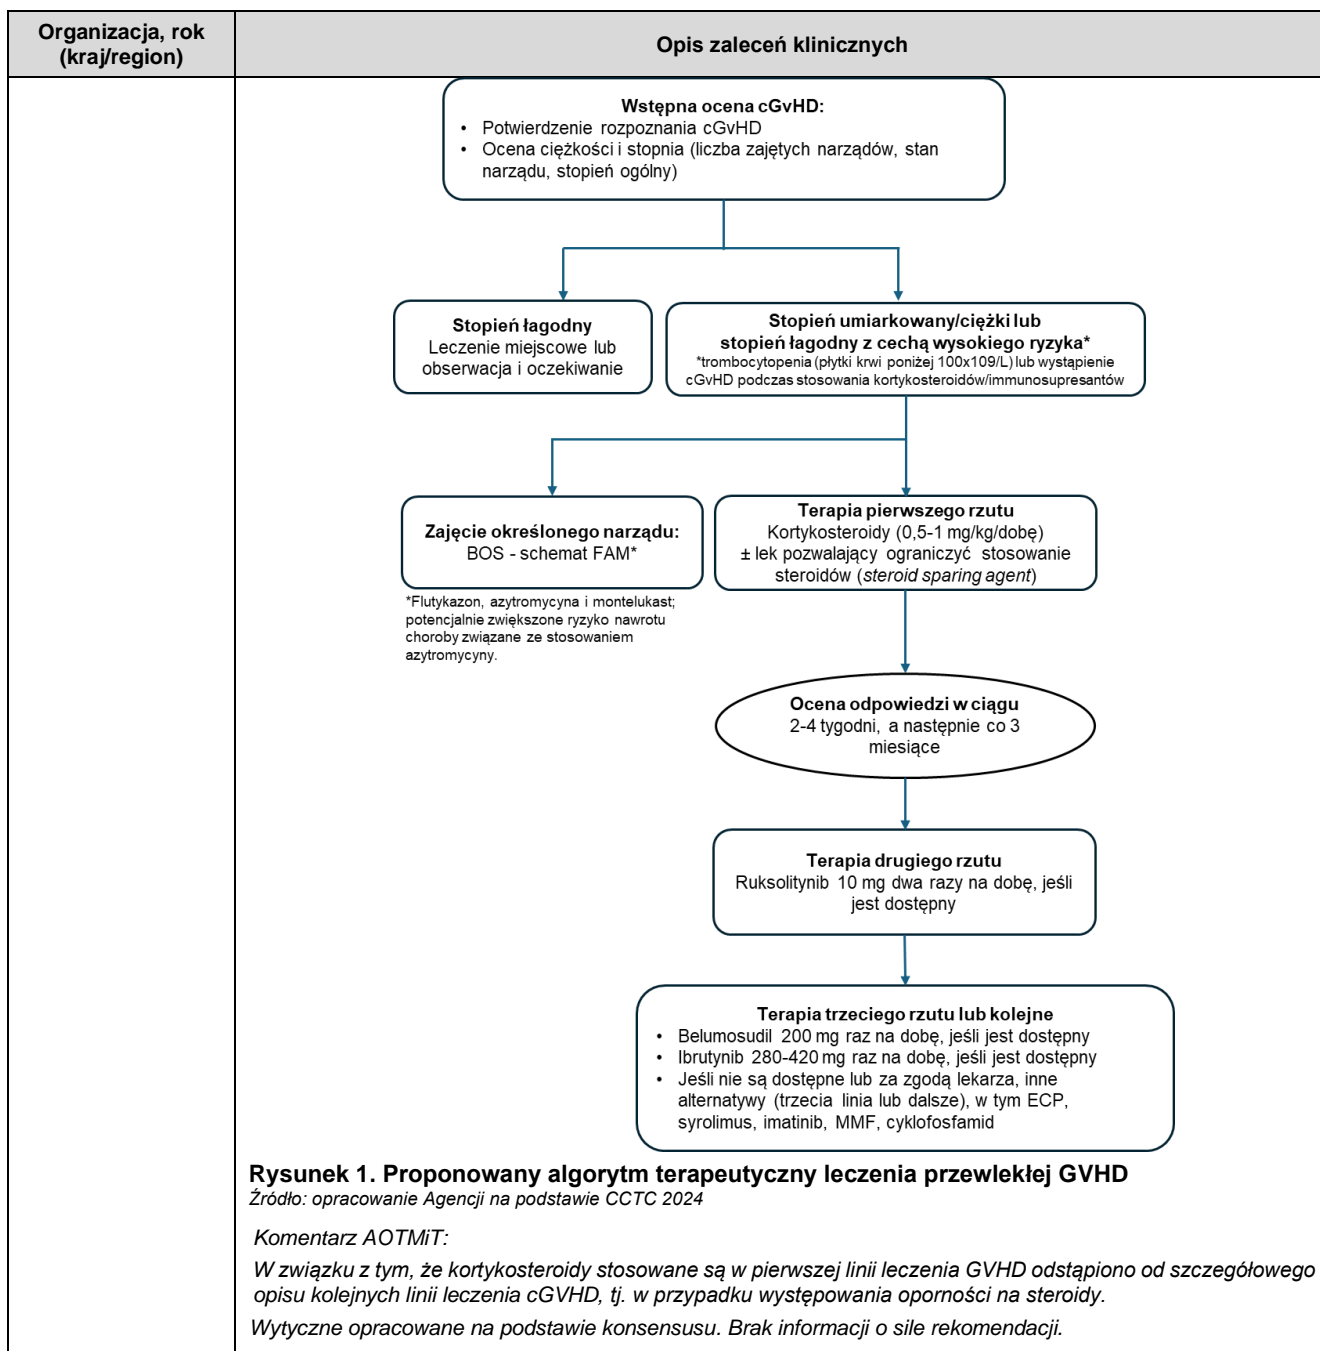 Organizacja, rok
(kraj/region)
Opis zaleceń klinicznych
Wstępna ocena cGvHD:
• Potwierdzenie rozpoznania cGvHD
• Ocena ciężkości i stopnia (liczba zajętych narządów, stan
narządu, stopień ogólny)
Stopień łagodny
Leczenie miejscowe lub
obserwacja i oczekiwanie
Stopień umiarkowany/ciężki lub
stopień łagodny z cechą wysokiego ryzyka*
*trombocytopenia (płytki krwi poniżej 100x109/L) lub wystąpienie
cGvHD podczas stosowania kortykosteroidów/immunosupresantów
Zajęcie określonego narządu:
BOS - schemat FAM*
*Flutykazon, azytromycyna i montelukast;
potencjalnie zwiększone ryzyko nawrotu
choroby związane ze stosowaniem
azytromycyny.
Terapia pierwszego rzutu
Kortykosteroidy (0,5-1 mg/kg/dobę)
± lek pozwalający ograniczyć stosowanie
steroidów (steroid sparing agent)
Ocena odpowiedzi w ciągu
2-4 tygodni, a następnie co 3
miesiące
Terapia drugiego rzutu
Ruksolitynib 10 mg dwa razy na dobę, jeśli
jest dostępny
Terapia trzeciego rzutu lub kolejne
• Belumosudil 200 mg raz na dobę, jeśli jest dostępny
• Ibrutynib 280-420 mg raz na dobę, jeśli jest dostępny
• Jeśli nie są dostępne lub za zgodą lekarza, inne
alternatywy (trzecia linia lub dalsze), w tym ECP,
syrolimus, imatinib, MMF, cyklofosfamid
Rysunek 1. Proponowany algorytm terapeutyczny leczenia przewlekłej GVHD
Źródło: opracowanie Agencji na podstawie CCTC 2024
Komentarz AOTMiT:
W związku z tym, że kortykosteroidy stosowane są w pierwszej linii leczenia GVHD odstąpiono od szczegółowego
opisu kolejnych linii leczenia cGVHD, tj. w przypadku występowania oporności na steroidy.
Wytyczne opracowane na podstawie konsensusu. Brak informacji o sile rekomendacji.